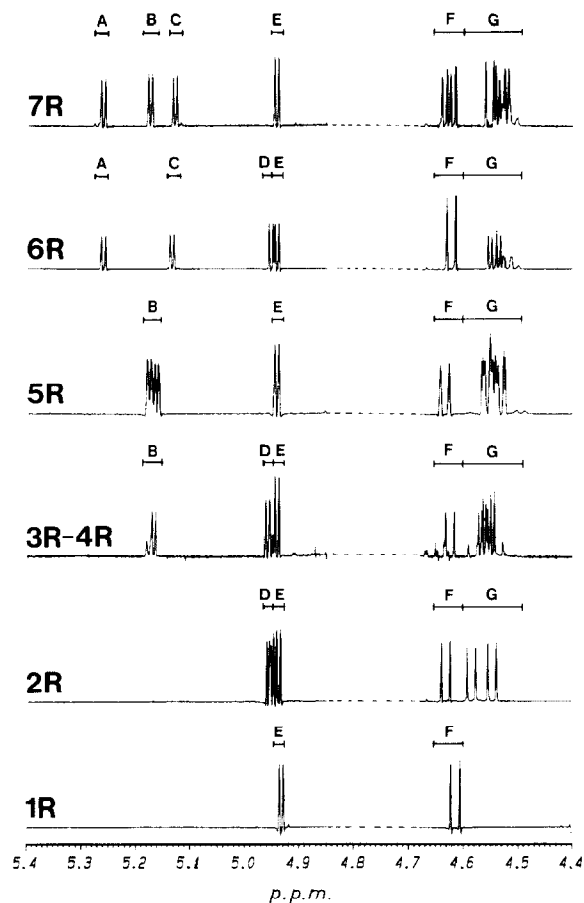 A B C E F G
7R
A C D E F G
6R
B E F G
5R
B D E F G
3R-4R
D E F G
2R
E F
1R
5.4 5.3 5.2 5.1 5.0 4.9 4.8 4.7 4.6 4.5 4.4
p.p.m.